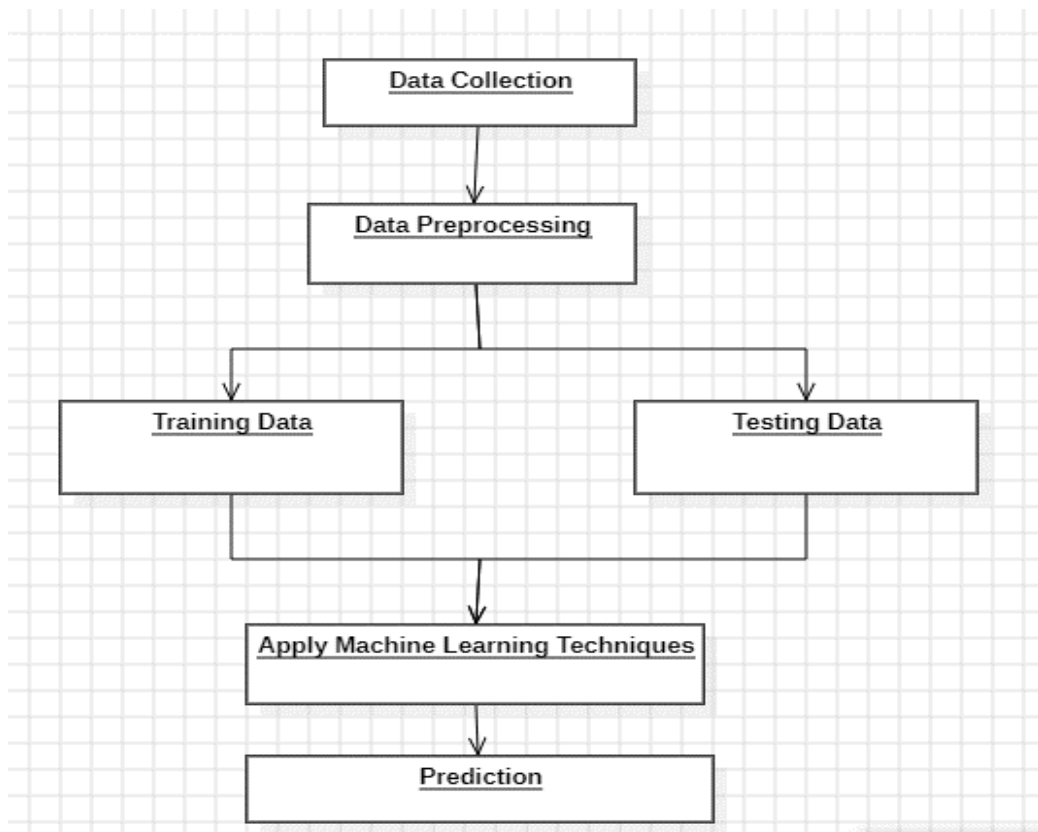 Data Collection
Data Preprocessing
Training Data
Testing Data
Apply Machine Learning Techniques
Prediction